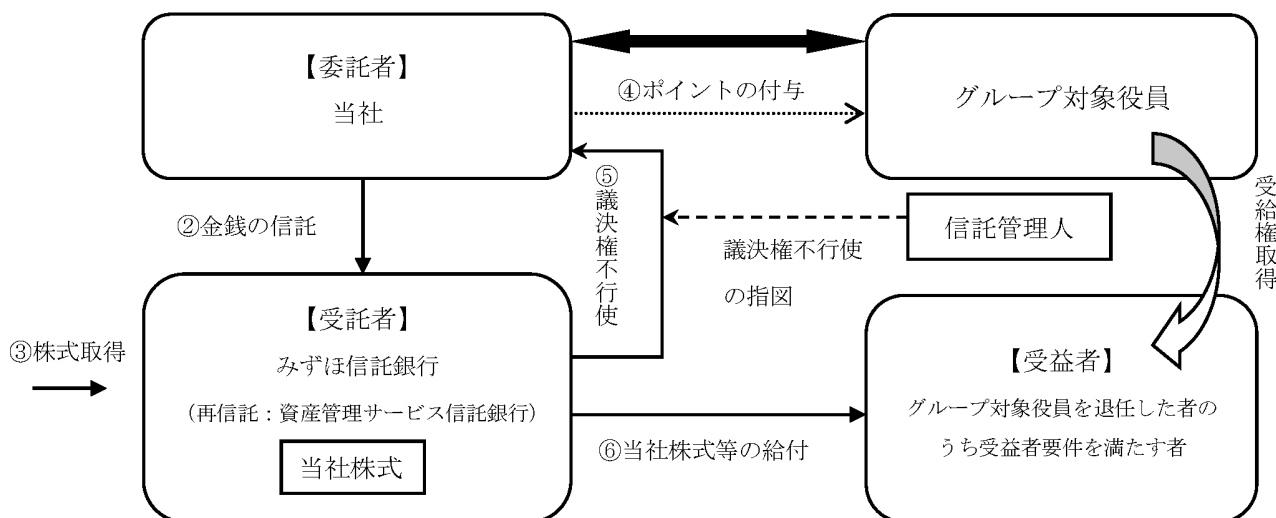 【委託者】
当社
④ポイントの付与
グループ対象役員
②金銭の信託
⑤議決権不行使
議決権不行使
の指図
信託管理人
受給権取得
③株式取得
【受託者】
みずほ信託銀行
(再信託：資産管理サービス信託銀行)
当社株式
⑥当社株式等の給付
【受益者】
グループ対象役員を退任した者の
うち受益者要件を満たす者